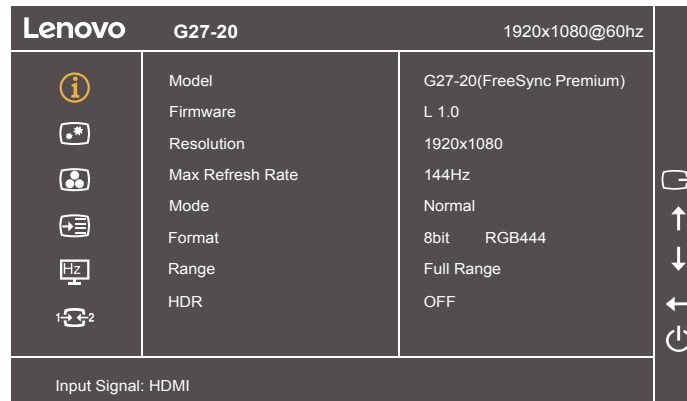 Lenovo G27-20 1920x1080@60hz
Model G27-20(FreeSync Premium)
Firmware L 1.0
Resolution 1920x1080
Max Refresh Rate 144Hz
Mode Normal
Format 8bit RGB444
Range Full Range
Hz
HDR OFF
1 2
Input Signal: HDMI